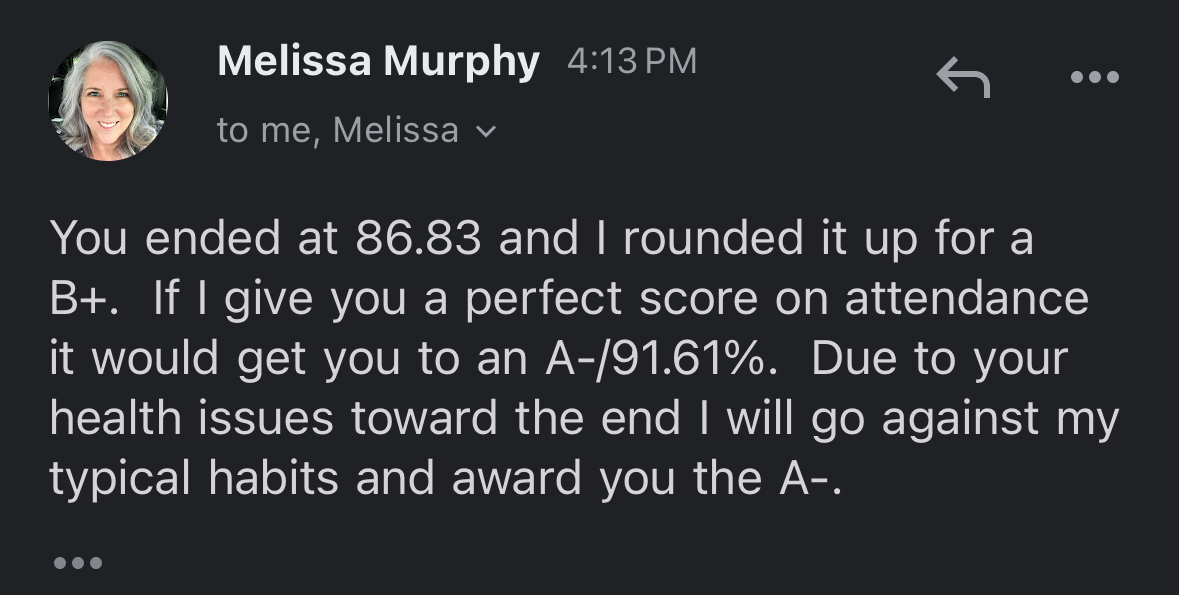 Melissa Murphy 4:13 PM
to me, Melissa
You ended at 86.83 and I rounded it up for a
B+.  If I give you a perfect score on attendance
it would get you to an A-/91.61%.  Due to your
health issues toward the end I will go against my
typical habits and award you the A-.